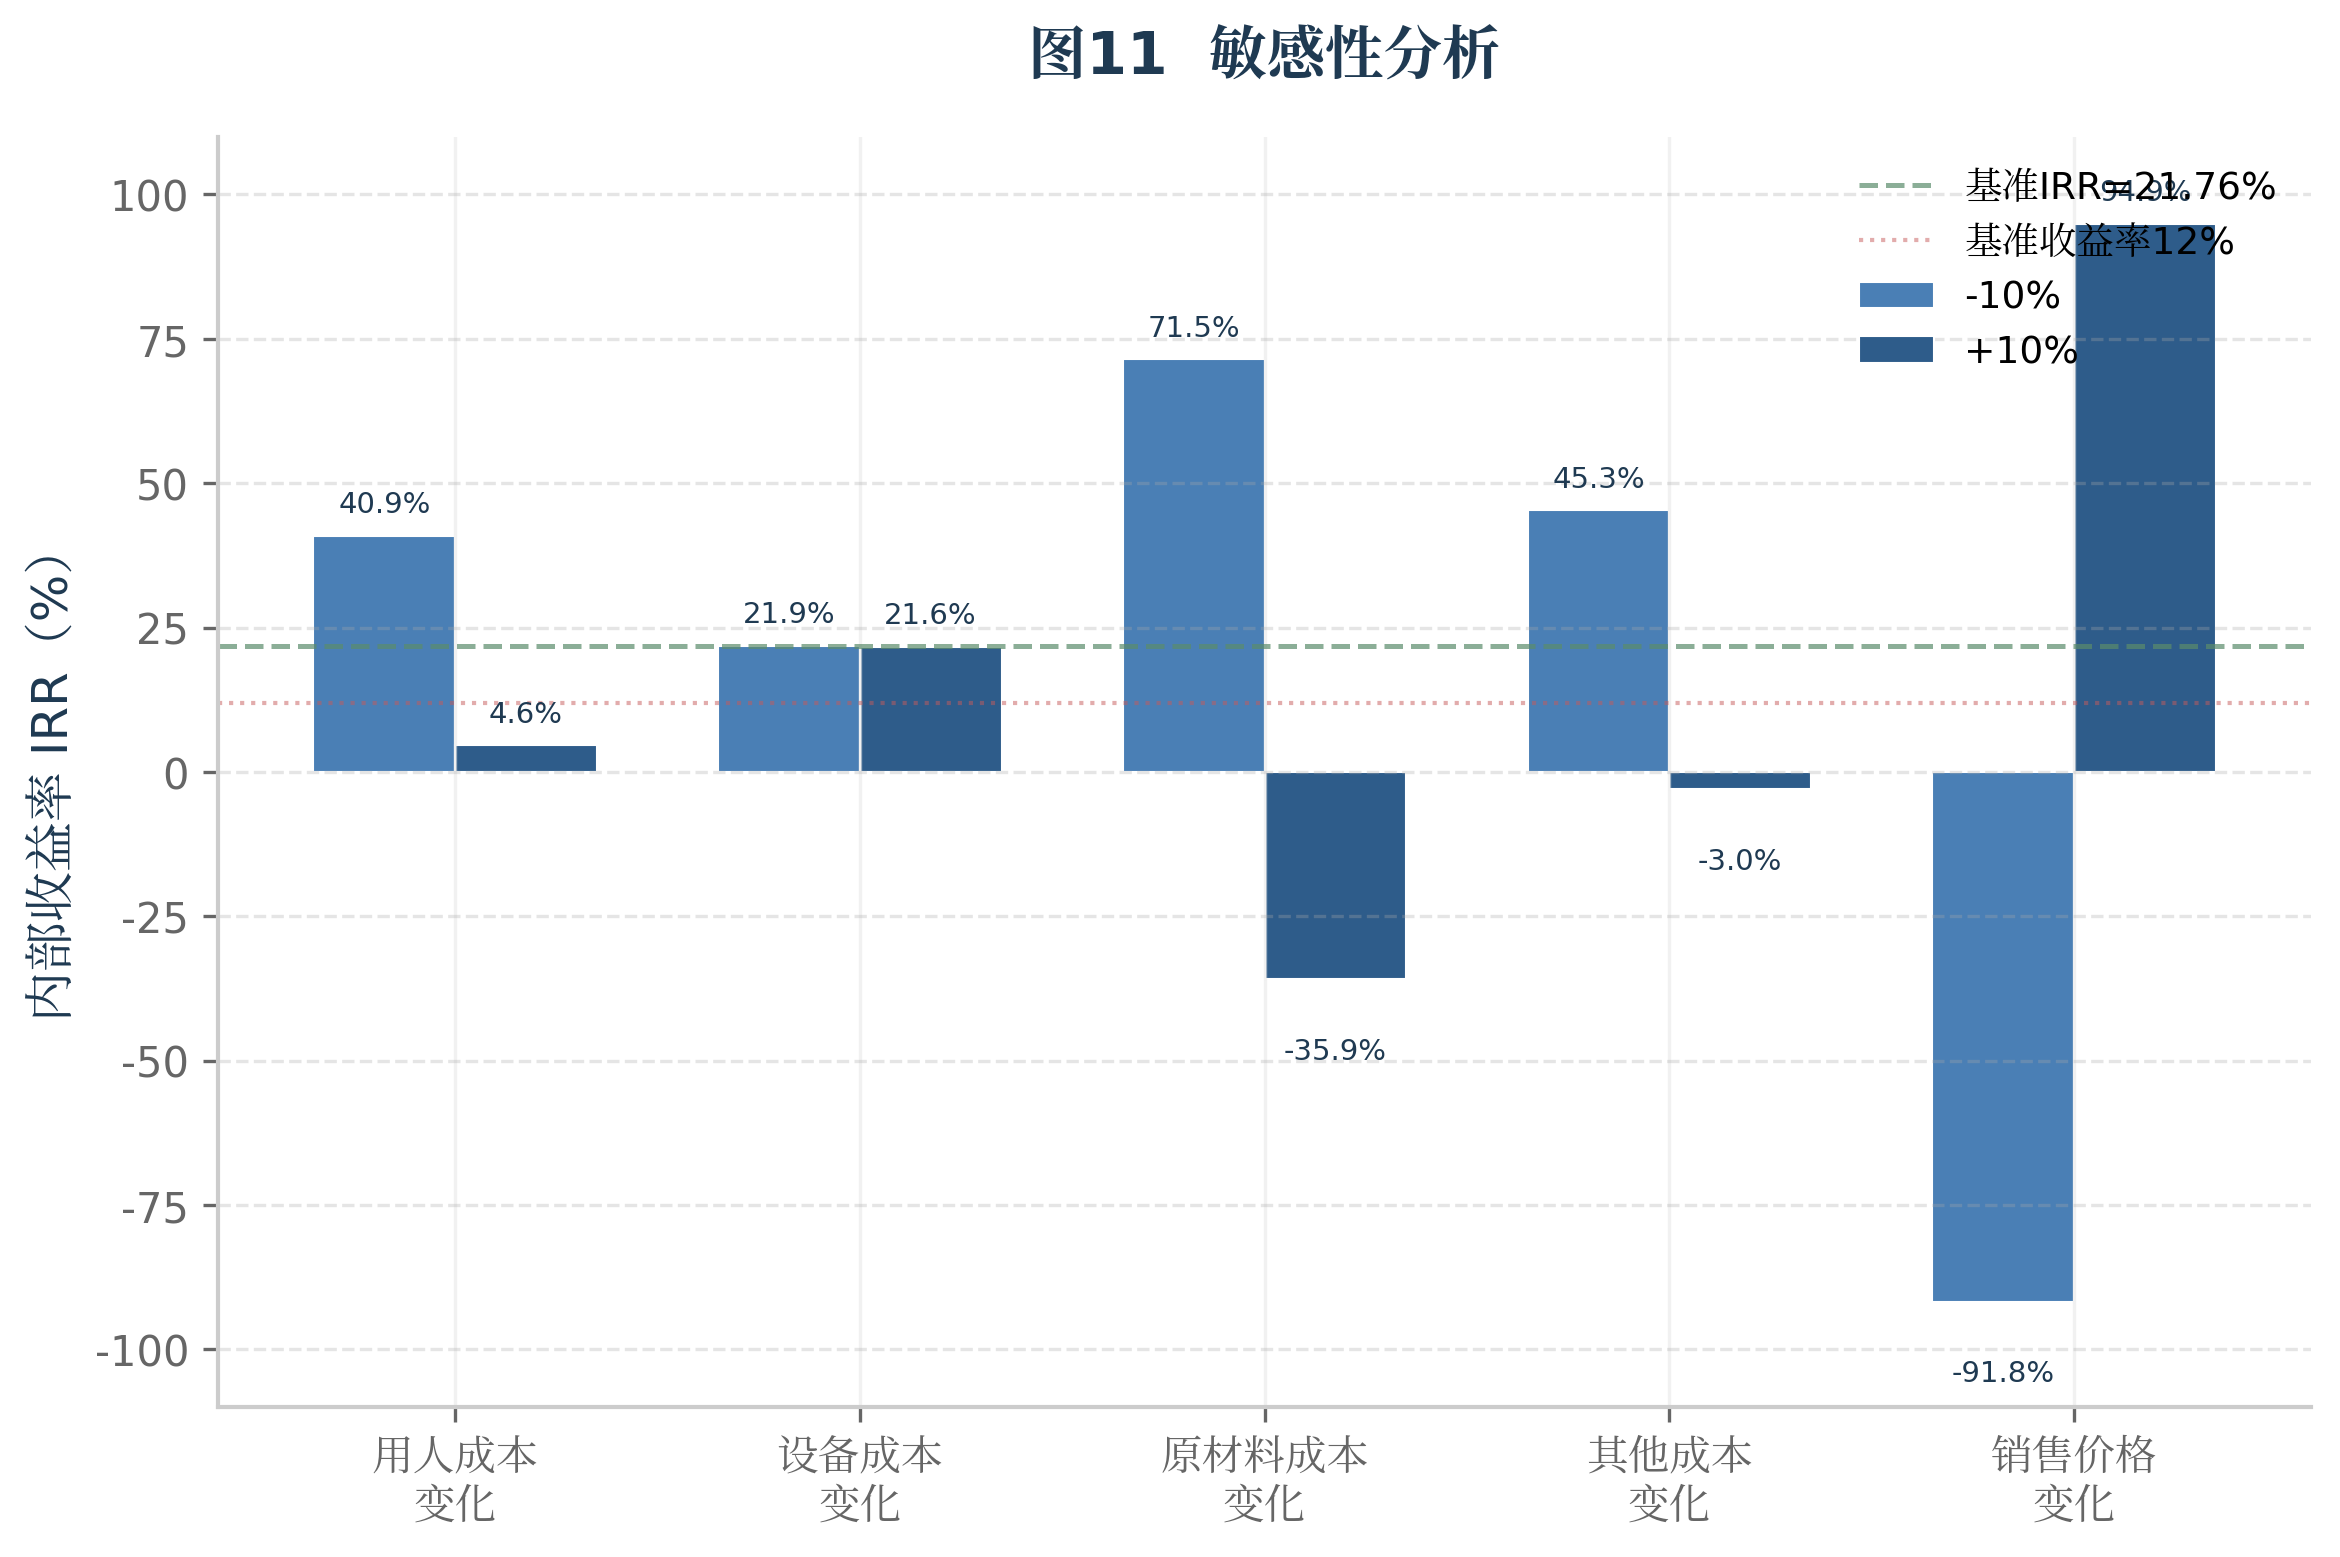 图11 敏感性分析
内部收益率 IRR（%）
100
75
50
25
0
-25
-50
-75
-100
基准IRR=21.76%
基准收益率12%
-10%
+10%
40.9%
4.6%
21.9%
21.6%
71.5%
-35.9%
45.3%
-3.0%
-91.8%
94.9%
用人成本
变化
设备成本
变化
原材料成本
变化
其他成本
变化
销售价格
变化